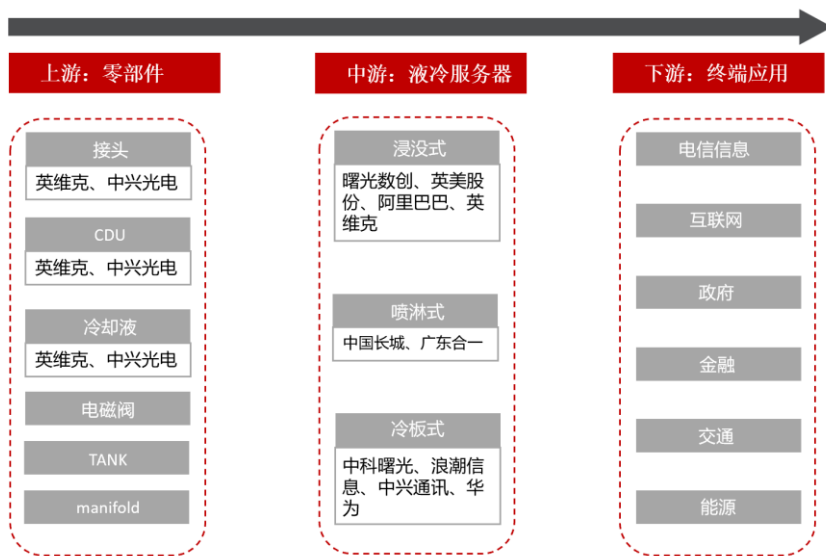 上游：零部件
接头
英维克、中兴光电
CDU
英维克、中兴光电
冷却液
英维克、中兴光电
电磁阀
TANK
manifold
中游：液冷服务器
浸没式
曙光数创、英美股
份、阿里巴巴、英
维克
喷淋式
中国长城、广东合一
冷板式
中科曙光、浪潮信
息、中兴通讯、华
为
下游：终端应用
电信信息
互联网
政府
金融
交通
能源